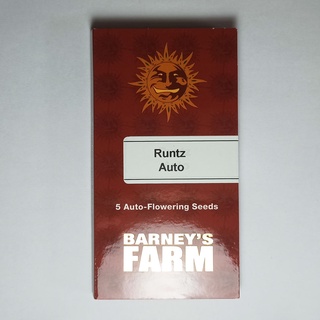 Runtz
Auto
5 Auto-Flowering Seeds
BARNEY'S
FARM